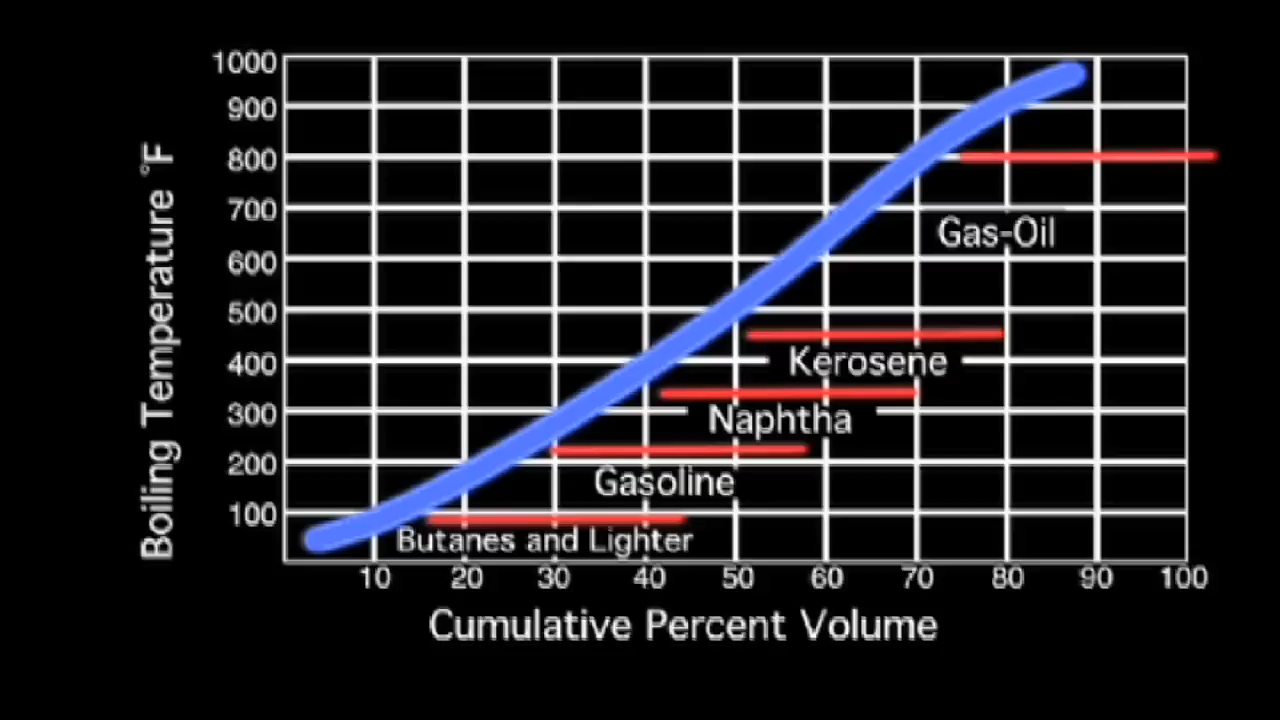 1000
900
800
700
600
500
400
300
200
100
Boiling Temperature °F
Gas-Oil
Kerosene
Naphtha
Gasoline
Butanes and Lighter
10 20 30 40 50 60 70 80 90 100
Cumulative Percent Volume